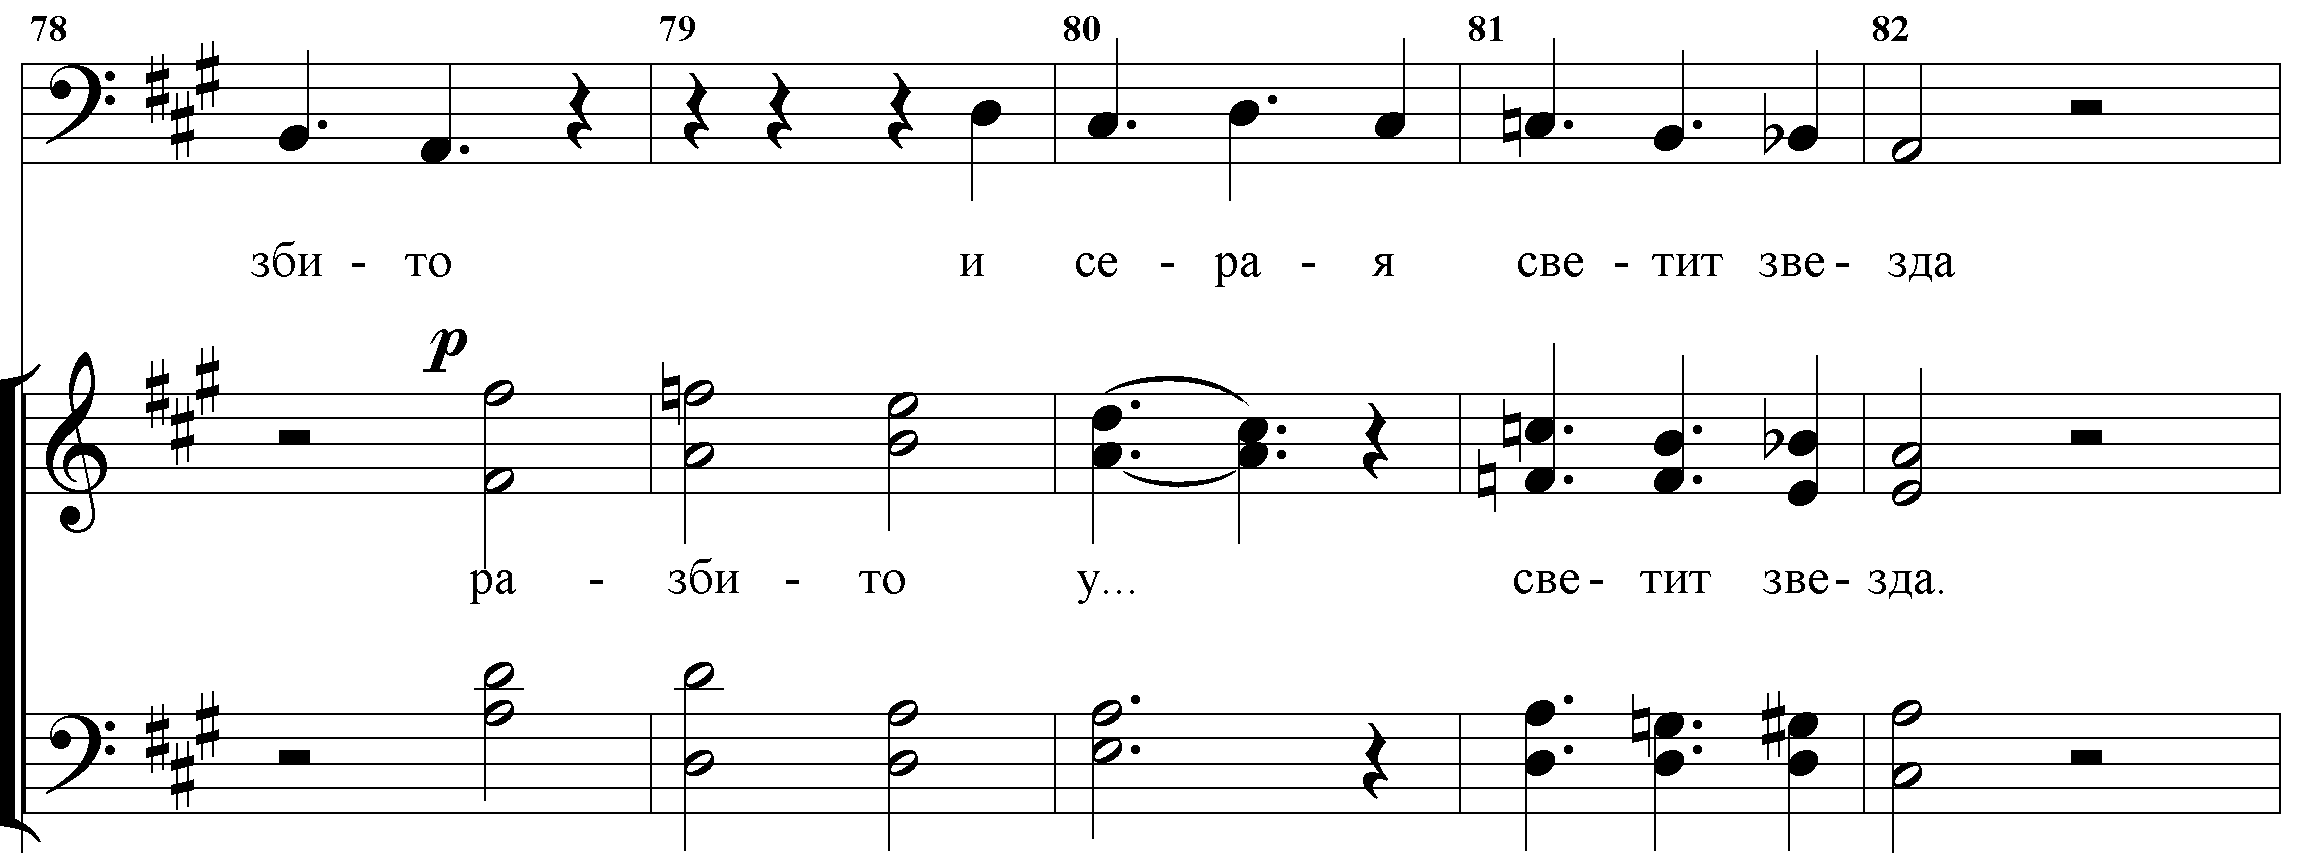 78 79 80 81 82
зби - то и се - ра - я све - тит зве - зда
p
ра - зби - то у... све - тит зве - зда.